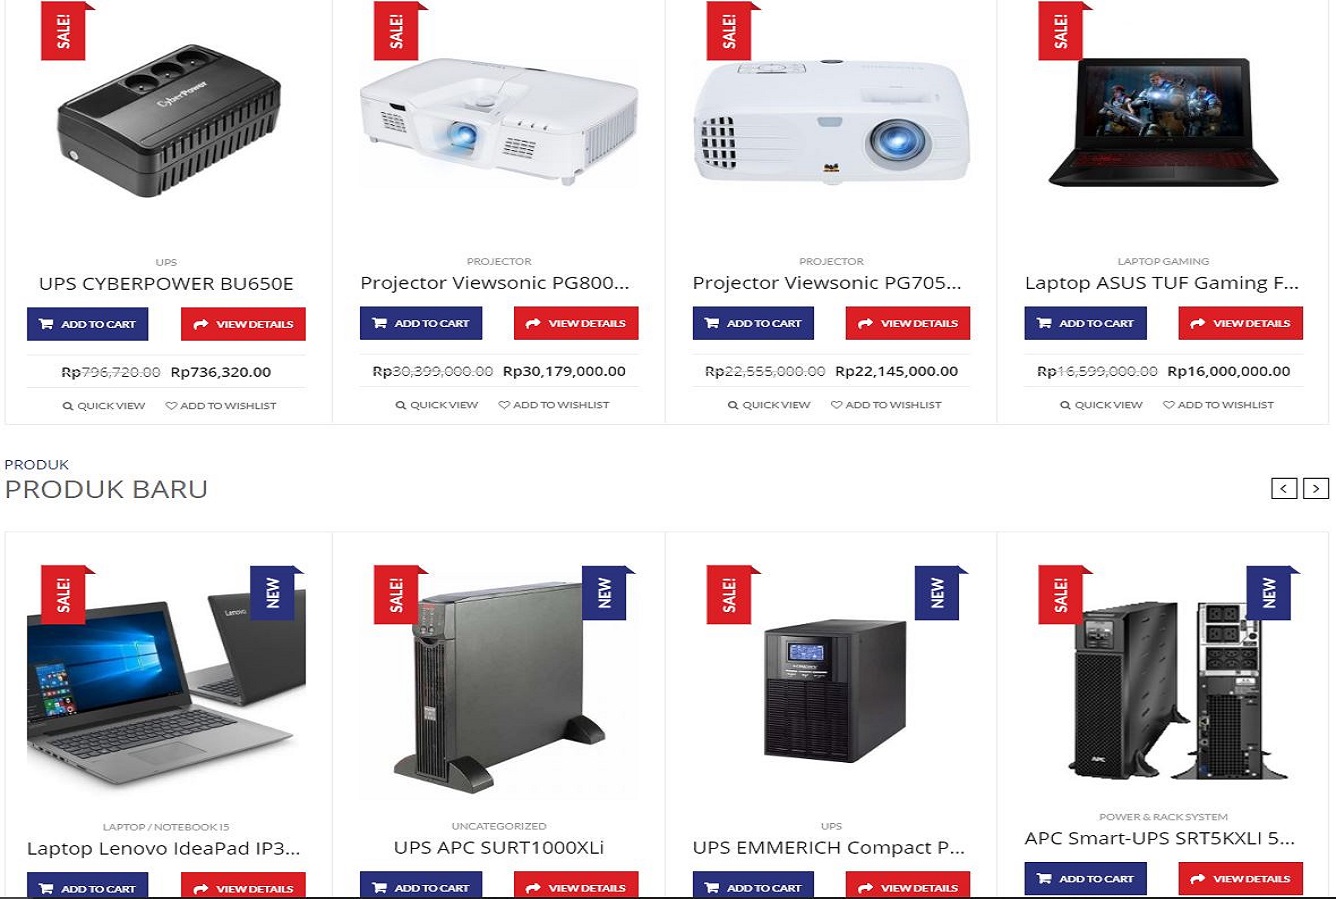 SALE!
SALE!
SALE!
SALE!
CyberPower
UPS
PROJECTOR
PROJECTOR
LAPTOP GAMING
UPS CYBERPOWER BU650E
Projector Viewsonic PG800...
Projector Viewsonic PG705...
Laptop ASUS TUF Gaming F...
ADD TO CART
VIEW DETAILS
ADD TO CART
VIEW DETAILS
ADD TO CART
VIEW DETAILS
ADD TO CART
VIEW DETAILS
Rp796,720.00 Rp736,320.00
Rp30,399,000.00 Rp30,179,000.00
Rp22,555,000.00 Rp22,145,000.00
Rp16,599,000.00 Rp16,000,000.00
QUICK VIEW
ADD TO WISHLIST
QUICK VIEW
ADD TO WISHLIST
QUICK VIEW
ADD TO WISHLIST
QUICK VIEW
ADD TO WISHLIST
PRODUK
PRODUK BARU
SALE!
NEW
SALE!
NEW
SALE!
NEW
SALE!
NEW
Lenovo
APC
LAPTOP / NOTEBOOK I5
UNCATEGORIZED
UPS
POWER & RACK SYSTEM
Laptop Lenovo IdeaPad IP3...
UPS APC SURT1000XLi
UPS EMMERICH Compact P...
APC Smart-UPS SRT5KXLI 5...
ADD TO CART
VIEW DETAILS
ADD TO CART
VIEW DETAILS
ADD TO CART
VIEW DETAILS
ADD TO CART
VIEW DETAILS